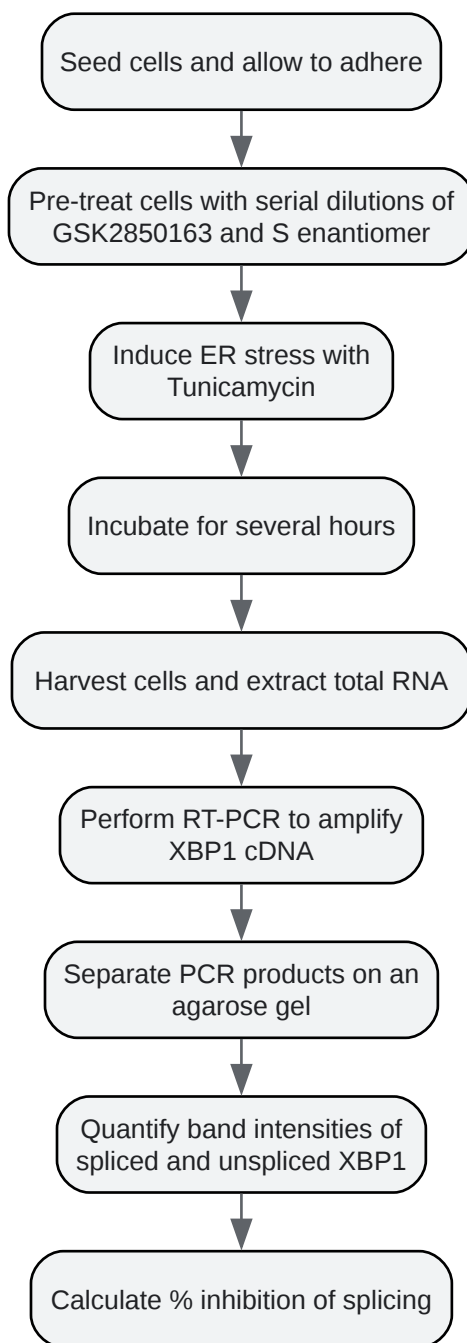 Seed cells and allow to adhere
Pre-treat cells with serial dilutions of
GSK2850163 and S enantiomer
Induce ER stress with
Tunicamycin
Incubate for several hours
Harvest cells and extract total RNA
Perform RT-PCR to amplify
XBP1 cDNA
Separate PCR products on an
agarose gel
Quantify band intensities of
spliced and unspliced XBP1
Calculate % inhibition of splicing